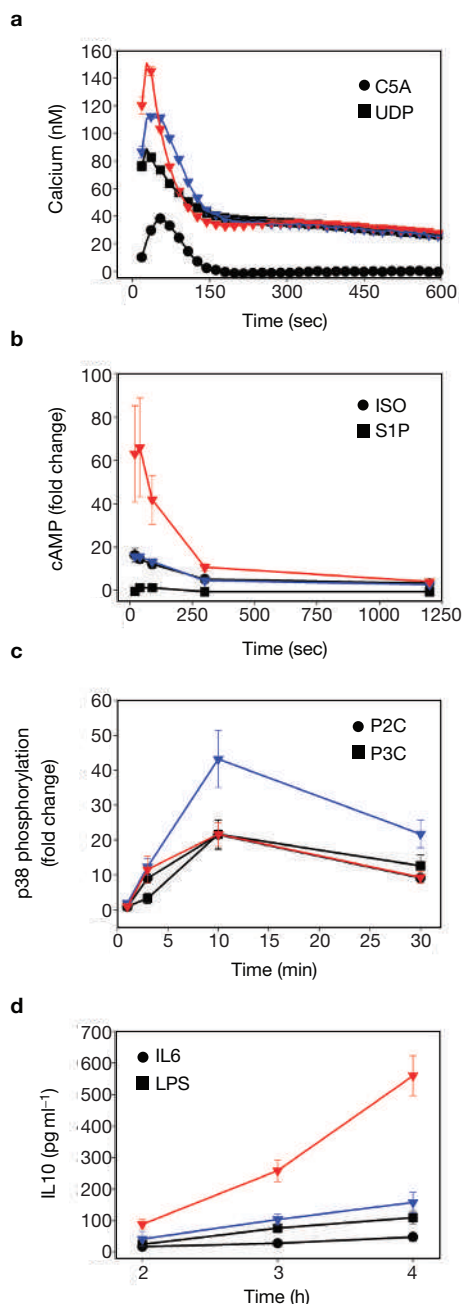 a
160
140
120
100
80
60
40
20
0
Calcium (nM)
C5A
UDP
0 150 300 450 600
Time (sec)
b
100
80
60
40
20
0
cAMP (fold change)
ISO
S1P
0 250 500 750 1000 1250
Time (sec)
c
60
50
40
30
20
10
0
p38 phosphorylation
(fold change)
P2C
P3C
0 5 10 15 20 25 30
Time (min)
d
700
600
500
400
300
200
100
0
IL10 (pg ml⁻¹)
IL6
LPS
2 3 4
Time (h)